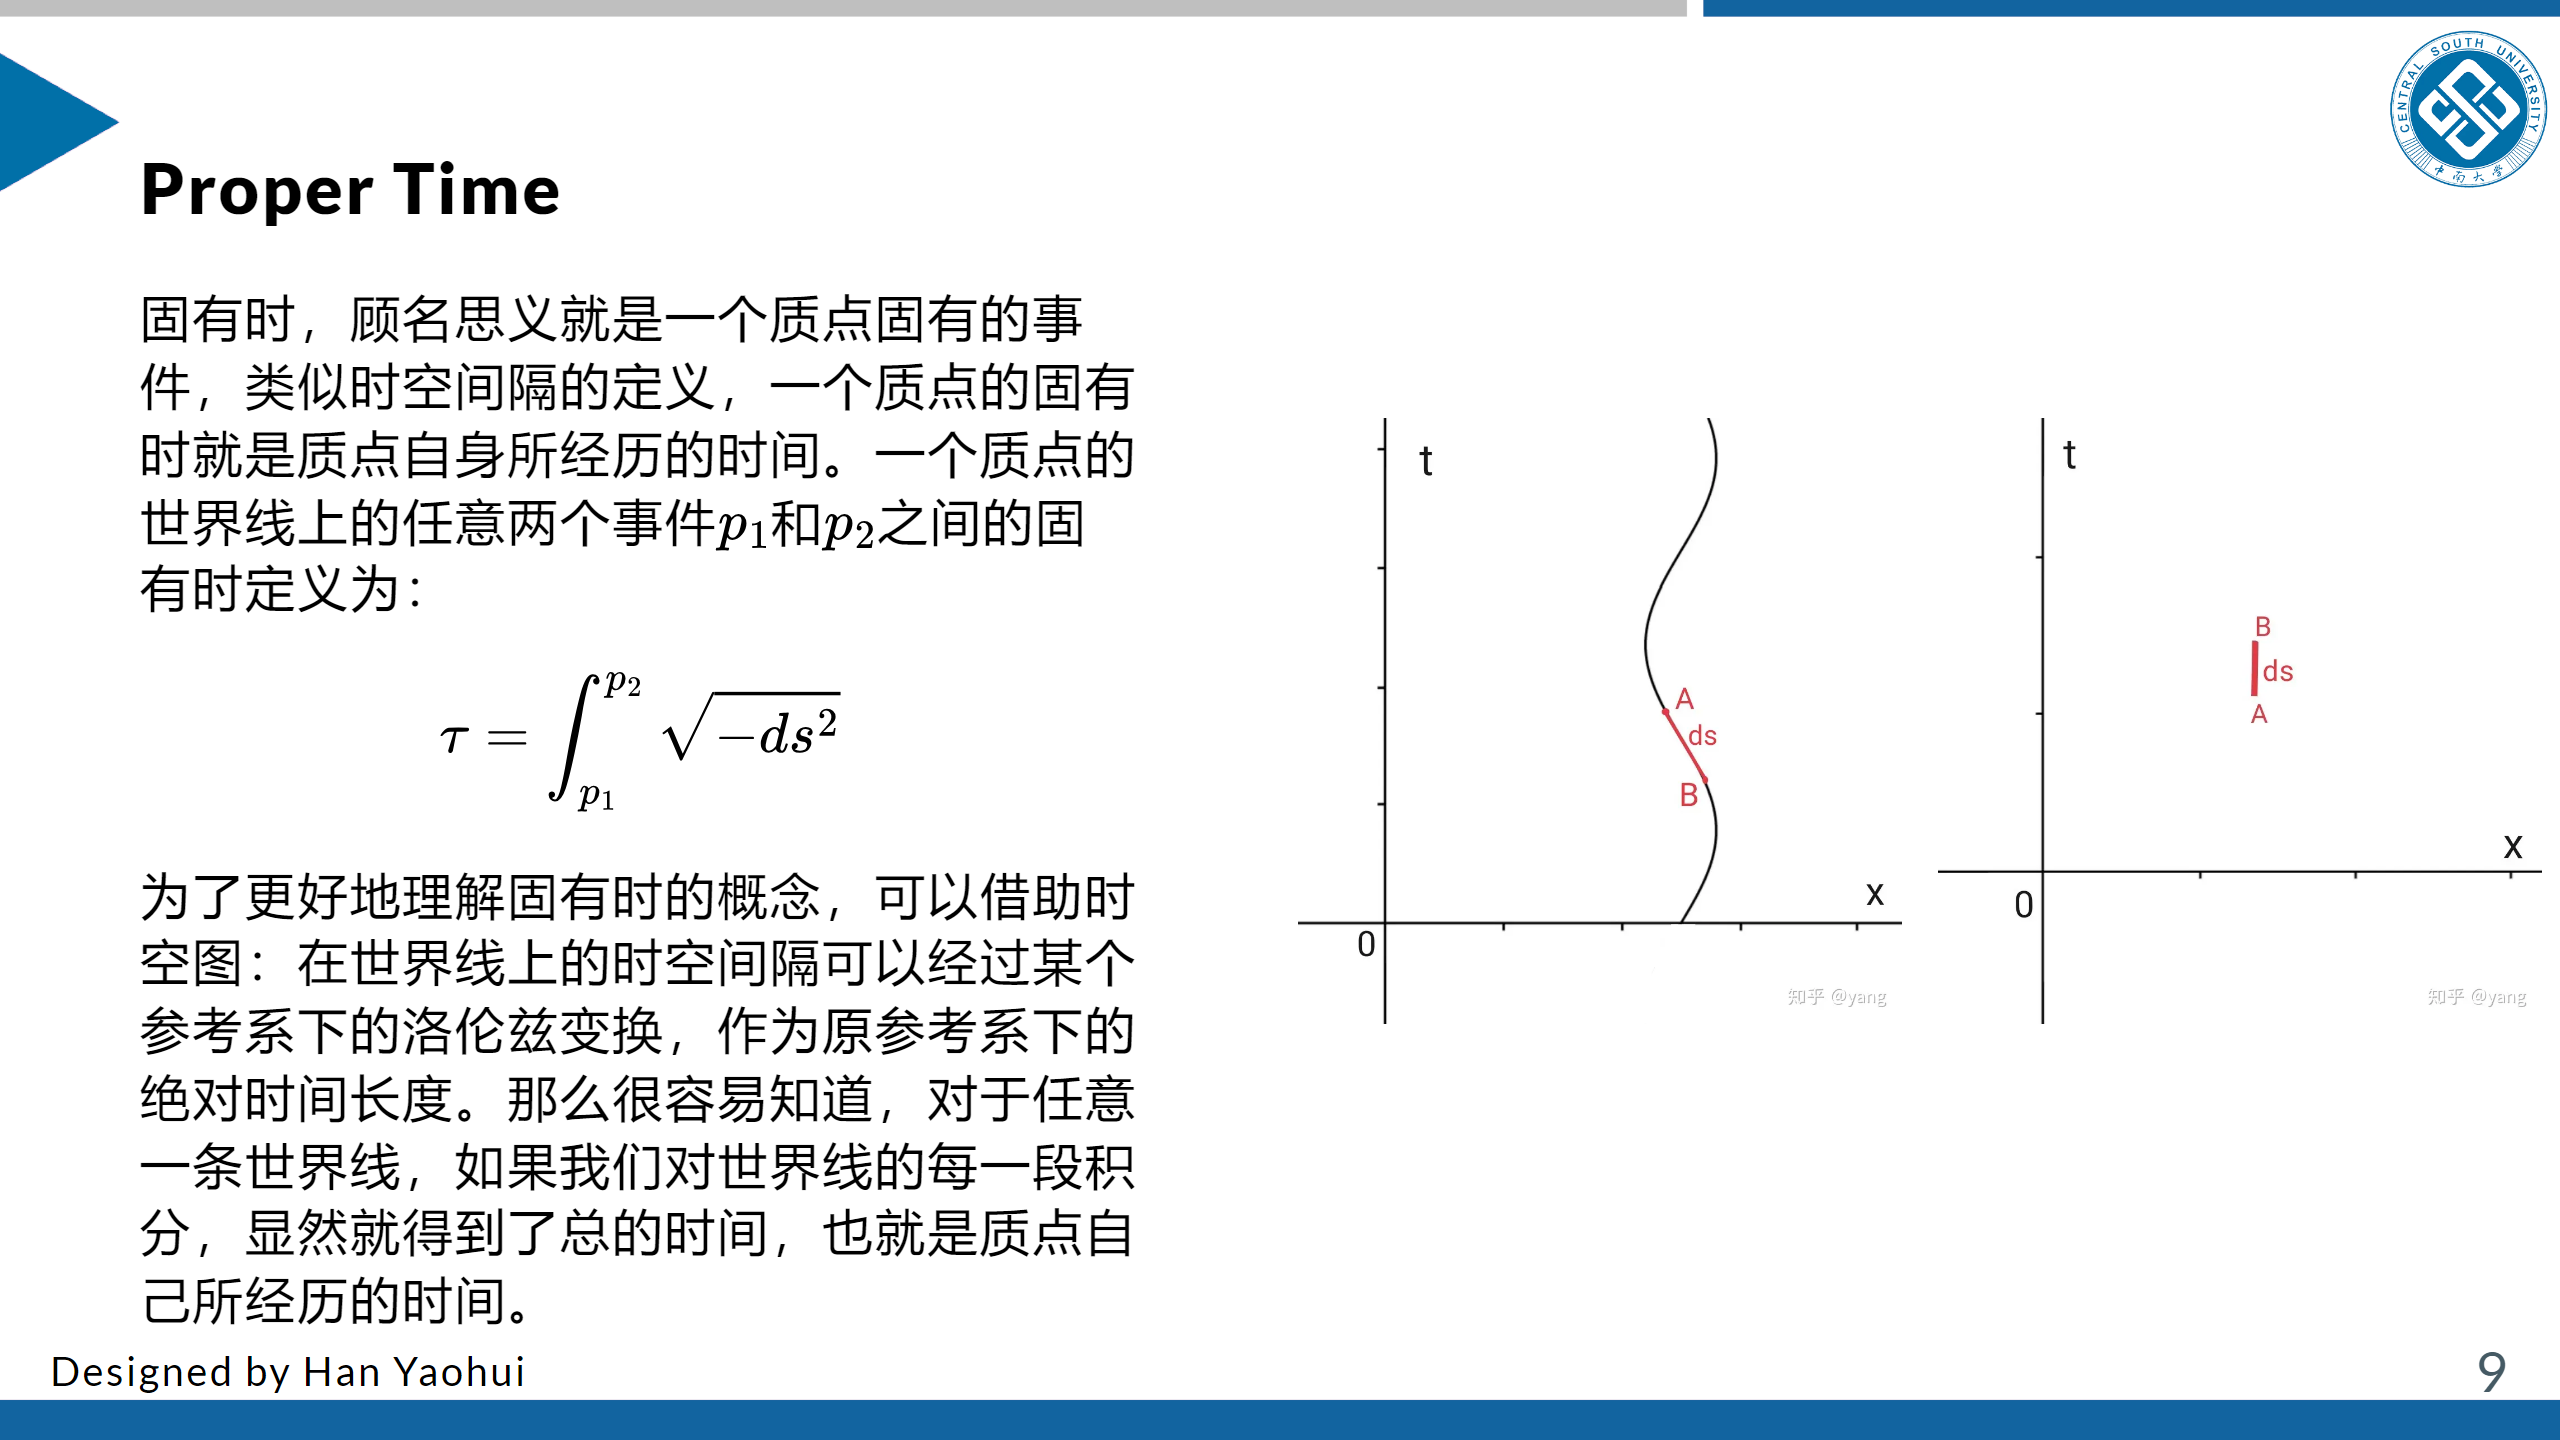 CENTRAL SOUTH UNIVERSITY
中南大学
Proper Time
固有时，顾名思义就是一个质点固有的事
件，类似时空间隔的定义，一个质点的固有
时就是质点自身所经历的时间。一个质点的
世界线上的任意两个事件p₁和p₂之间的固
有时定义为：
τ = ∫_{p₁}^{p₂} √(−ds²)
为了更好地理解固有时的概念，可以借助时
空图：在世界线上的时空间隔可以经过某个
参考系下的洛伦兹变换，作为原参考系下的
绝对时间长度。那么很容易知道，对于任意
一条世界线，如果我们对世界线的每一段积
分，显然就得到了总的时间，也就是质点自
己所经历的时间。
t
A
ds
B
x
0
知乎 @yang
t
B
ds
A
x
0
知乎 @yang
Designed by Han Yaohui
9